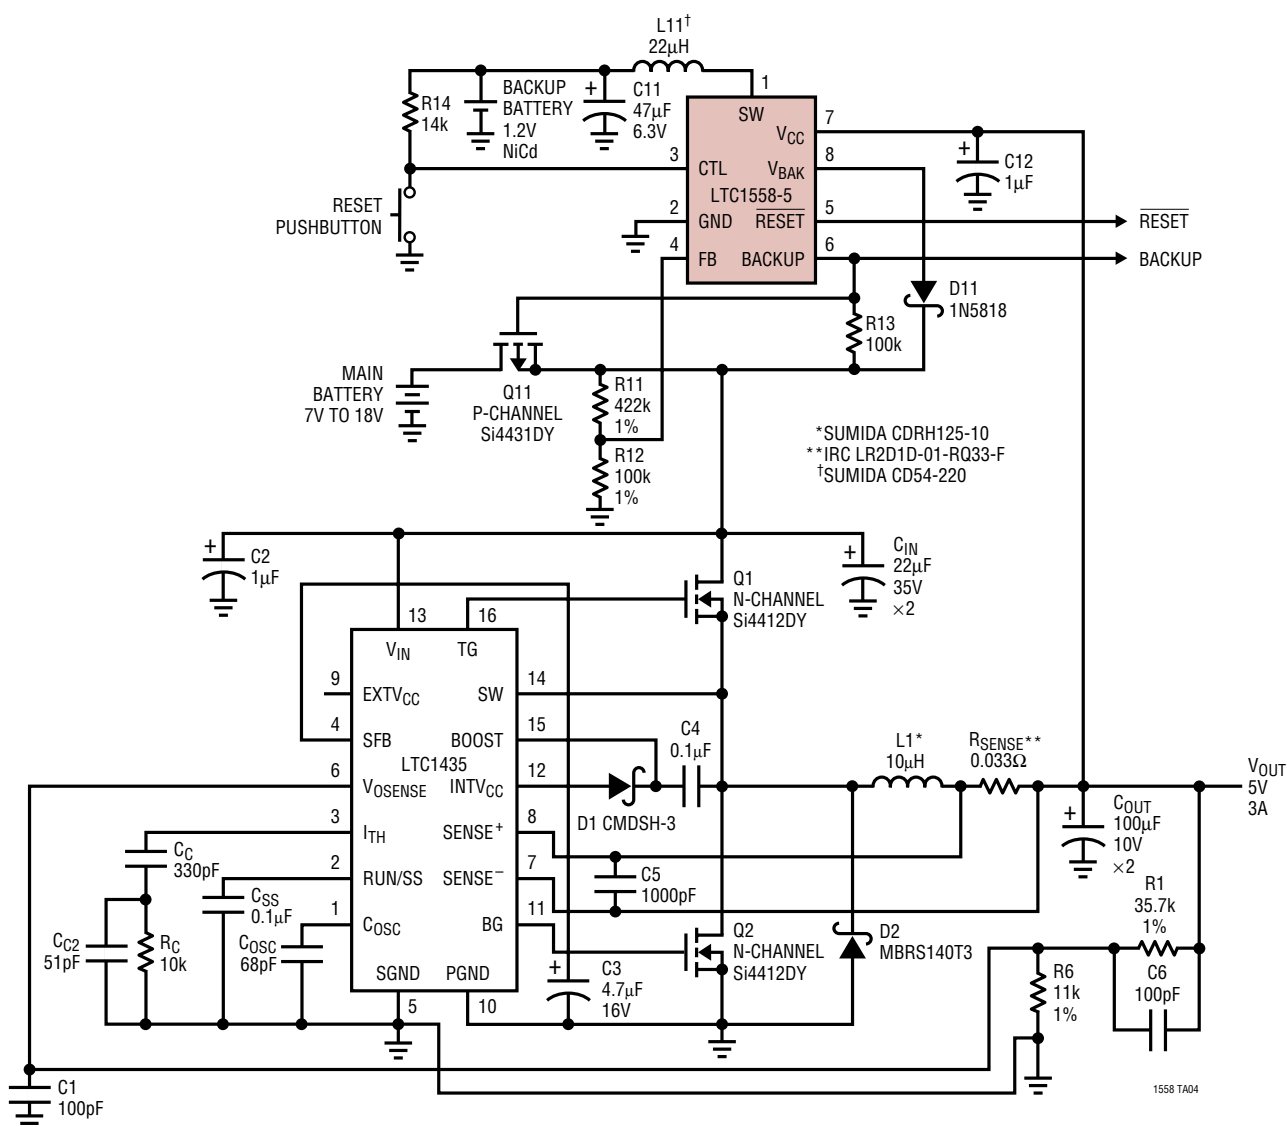 L11†
22µH
1
R14
14k
BACKUP
BATTERY
1.2V
NiCd
+
C11
47µF
6.3V
SW
7
VCC
8
VBAK
3
CTL
LTC1558-5
2
GND
5
RESET
4
FB
6
BACKUP
+
C12
1µF
RESET
PUSHBUTTON
RESET
BACKUP
D11
1N5818
R13
100k
MAIN
BATTERY
7V TO 18V
Q11
P-CHANNEL
Si4431DY
R11
422k
1%
R12
100k
1%
*SUMIDA CDRH125-10
**IRC LR2D1D-01-RQ33-F
†SUMIDA CD54-220
+
C2
1µF
+
CIN
22µF
35V
×2
Q1
N-CHANNEL
Si4412DY
13
16
VIN
TG
9
EXTVCC
SW
14
4
SFB
BOOST
15
LTC1435
6
VOSENSE
INTVCC
12
3
ITH
SENSE+
8
2
RUN/SS
SENSE–
7
1
COSC
BG
11
SGND
PGND
5
10
C4
0.1µF
D1 CMDSH-3
L1*
10µH
RSENSE**
0.033Ω
VOUT
5V
3A
+
COUT
100µF
10V
×2
C5
1000pF
CC
330pF
CSS
0.1µF
CC2
51pF
RC
10k
COSC
68pF
Q2
N-CHANNEL
Si4412DY
D2
MBRS140T3
+
C3
4.7µF
16V
R1
35.7k
1%
C6
100pF
R6
11k
1%
C1
100pF
1558 TA04